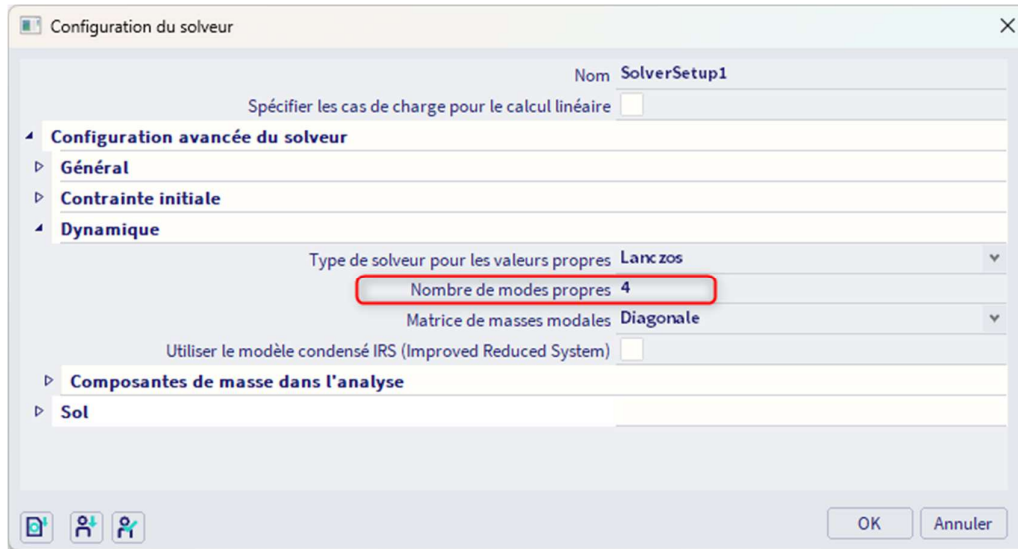 Configuration du solveur
Nom SolverSetup1
Spécifier les cas de charge pour le calcul linéaire
Configuration avancée du solveur
Général
Contrainte initiale
Dynamique
Type de solveur pour les valeurs propres Lanczos
Nombre de modes propres 4
Matrice de masses modales Diagonale
Utiliser le modèle condensé IRS (Improved Reduced System)
Composantes de masse dans l'analyse
Sol
OK Annuler